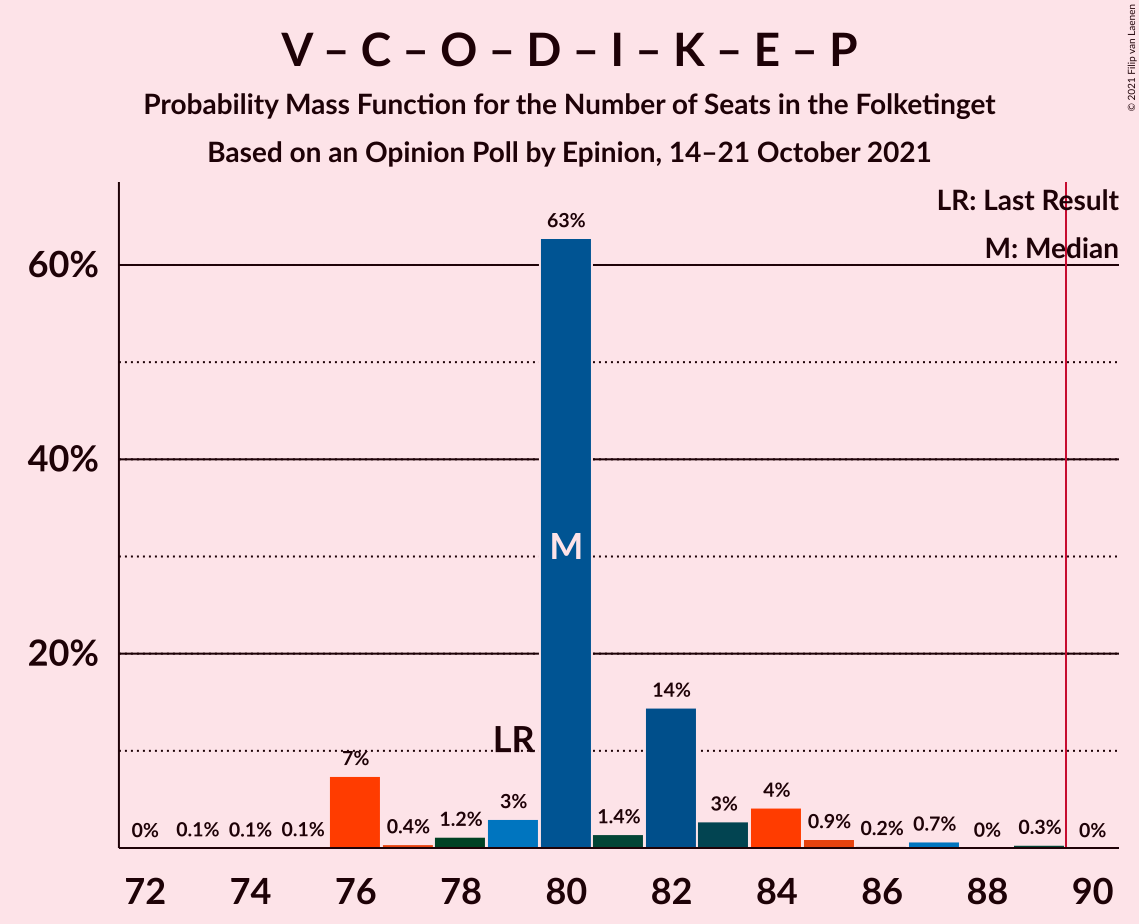 V – C – O – D – I – K – E – P
Probability Mass Function for the Number of Seats in the Folketinget
Based on an Opinion Poll by Epinion, 14–21 October 2021
© 2021 Filip van Laenen
LR: Last Result
M: Median
63%
60%
40%
M
20%
14%
LR
7%
4%
3%
3%
1.4%
1.2%
0.9%
0.7%
0.4%
0.3%
0.2%
0% 0.1% 0.1% 0.1%
0%
0%
72 74 76 78 80 82 84 86 88 90